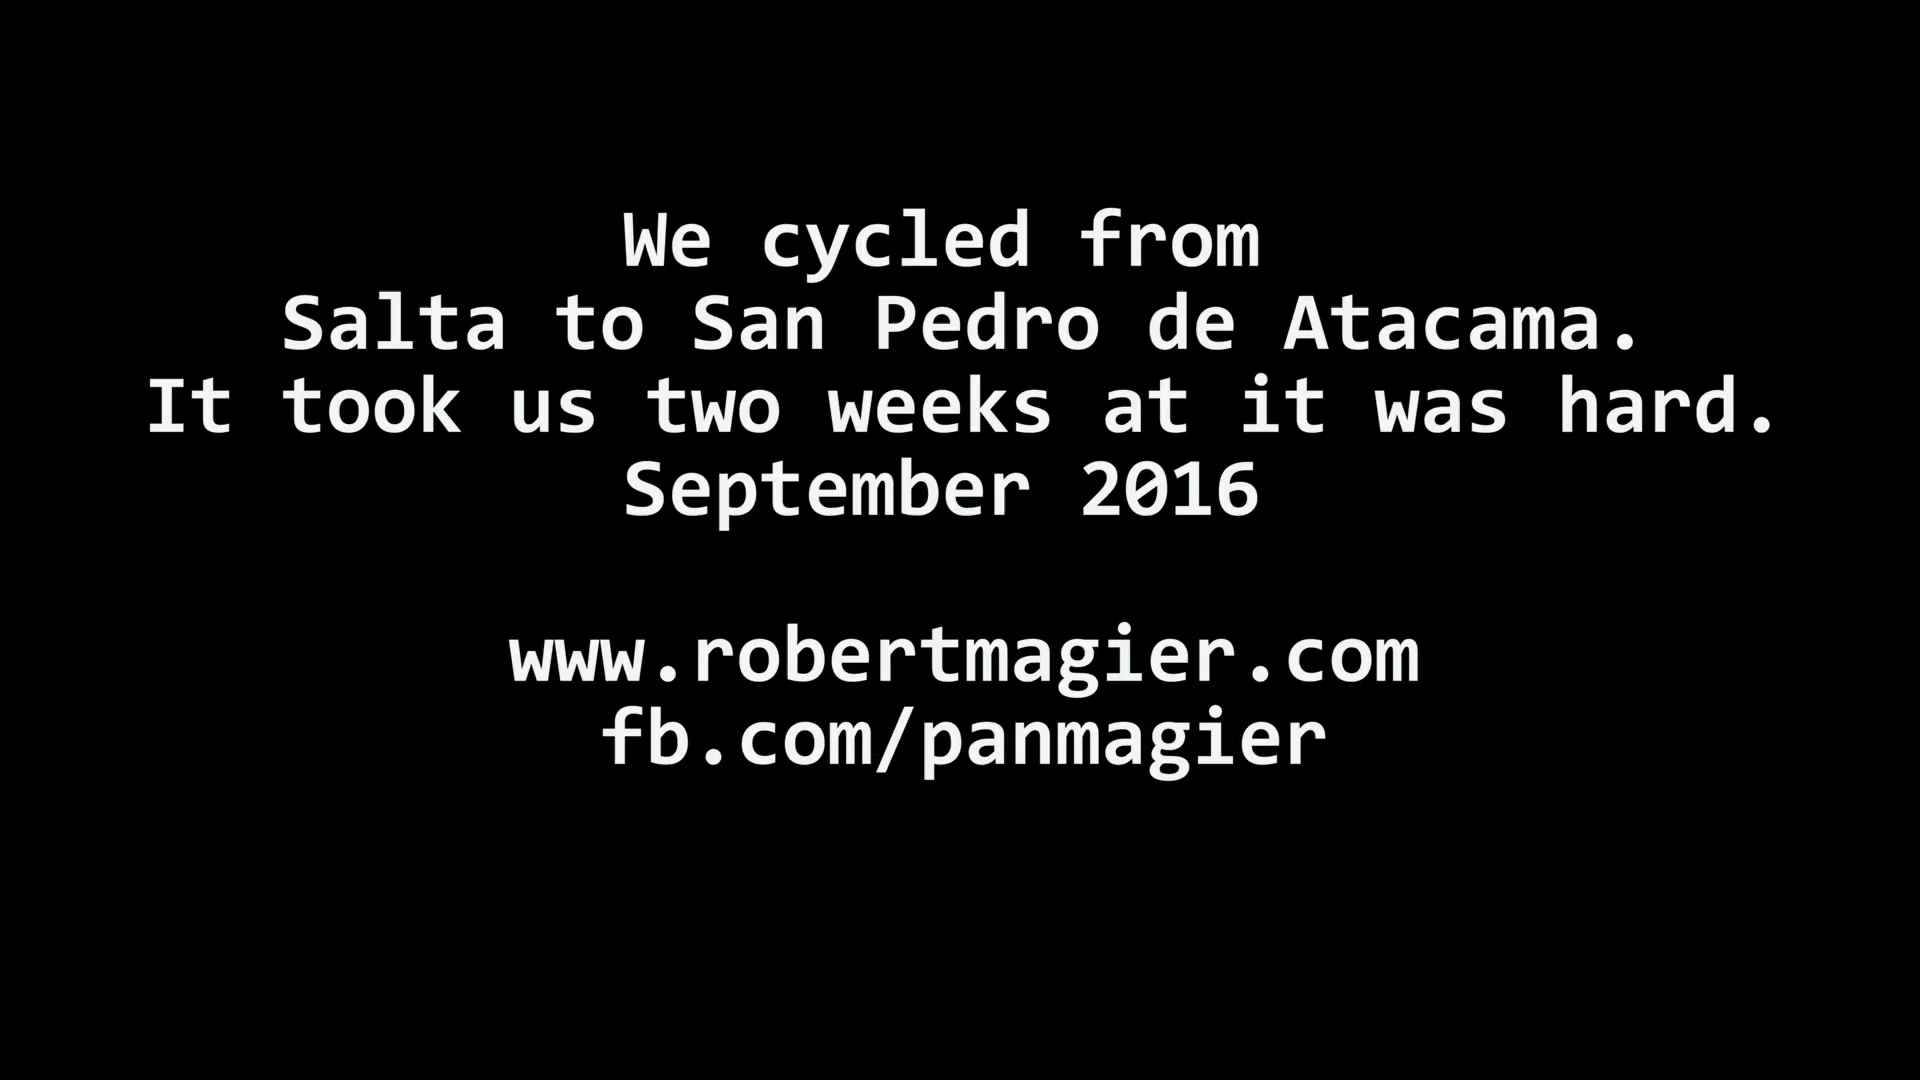 We cycled from
Salta to San Pedro de Atacama.
It took us two weeks at it was hard.
September 2016
www.robertmagier.com
fb.com/panmagier